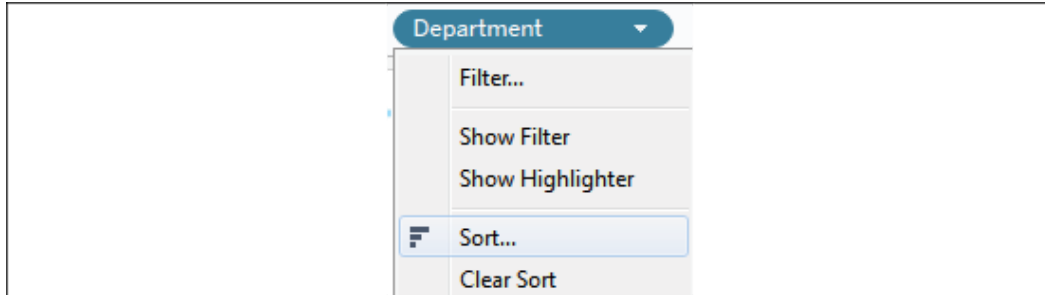 Department
Filter...
Show Filter
Show Highlighter
Sort...
Clear Sort